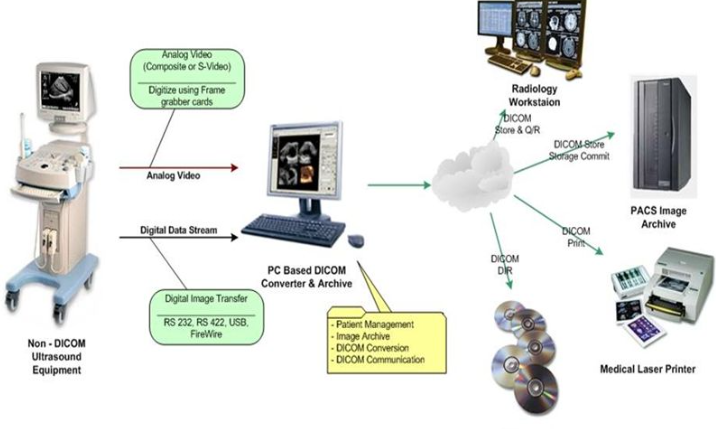 Analog Video
(Composite or S-Video)
Digitize using Frame
grabber cards
Analog Video
Digital Data Stream
Digital Image Transfer
RS 232, RS 422, USB,
FireWire
Non - DICOM
Ultrasound
Equipment
PC Based DICOM
Converter & Archive
- Patient Management
- Image Archive
- DICOM Conversion
- DICOM Communication
Radiology
Workstaion
DICOM
Store & Q/R
DICOM Store
Storage Commit
PACS Image
Archive
DICOM
Print
DICOM
DIR
Medical Laser Printer